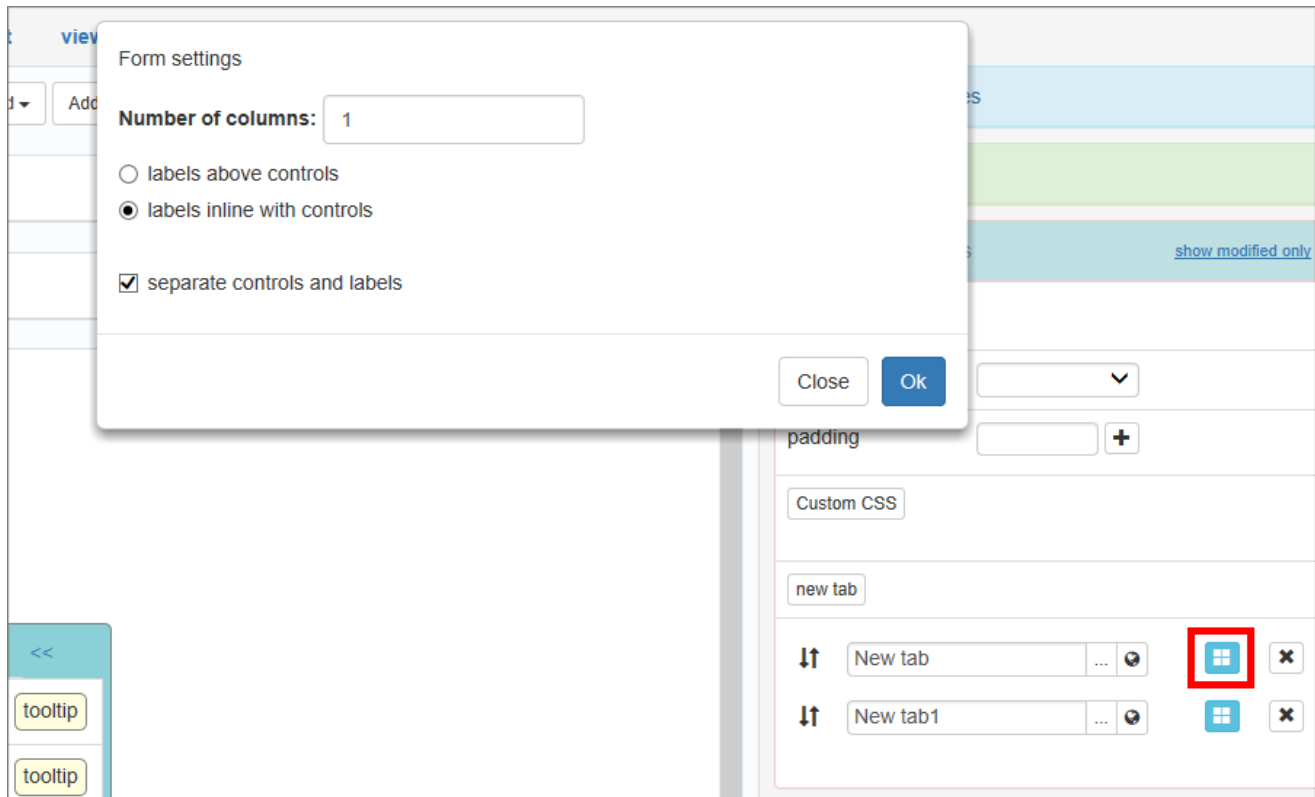 view
Form settings
Add
Number of columns: 1
labels above controls
labels inline with controls
show modified only
separate controls and labels
Close Ok
padding
Custom CSS
new tab
<<
New tab ...
tooltip
New tab1 ...
tooltip